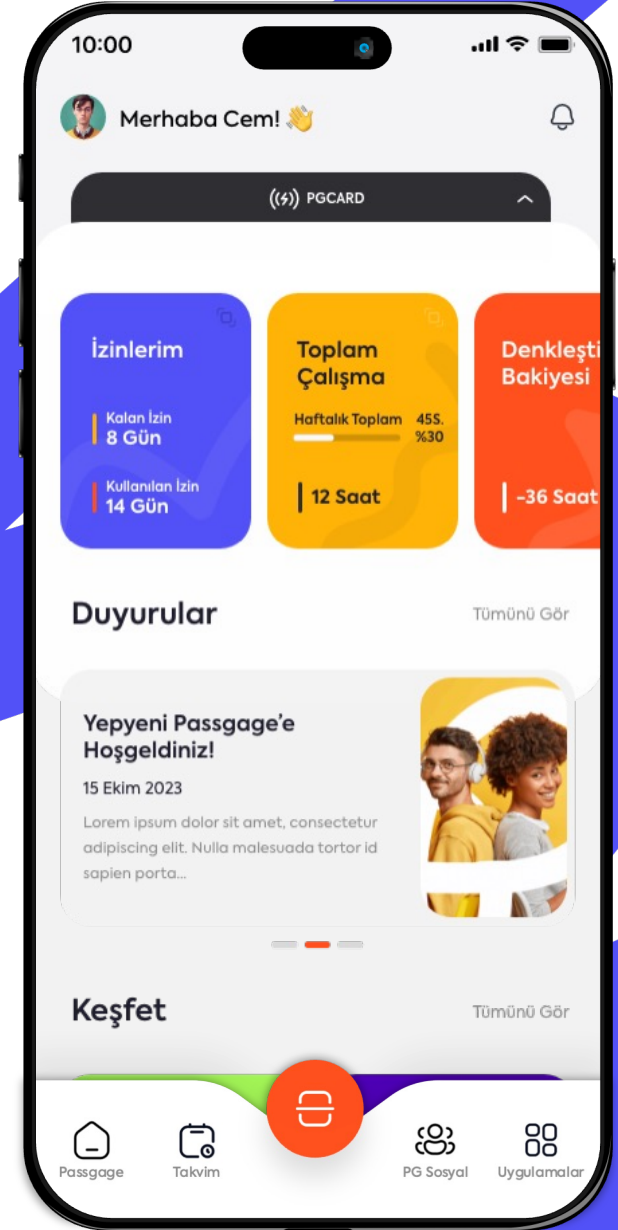 10:00
Merhaba Cem! 👋
((⚡)) PGCARD
İzinlerim
Kalan İzin
8 Gün
Kullanılan İzin
14 Gün
Toplam
Çalışma
Haftalık Toplam 45S.
%30
12 Saat
Denkleşti
Bakiyesi
-36 Saat
Duyurular
Tümünü Gör
Yepyeni Passgage’e
Hoşgeldiniz!
15 Ekim 2023
Lorem ipsum dolor sit amet, consectetur
adipiscing elit. Nulla malesuada tortor id
sapien porta...
Keşfet
Tümünü Gör
Passgage
Takvim
PG Sosyal
Uygulamalar